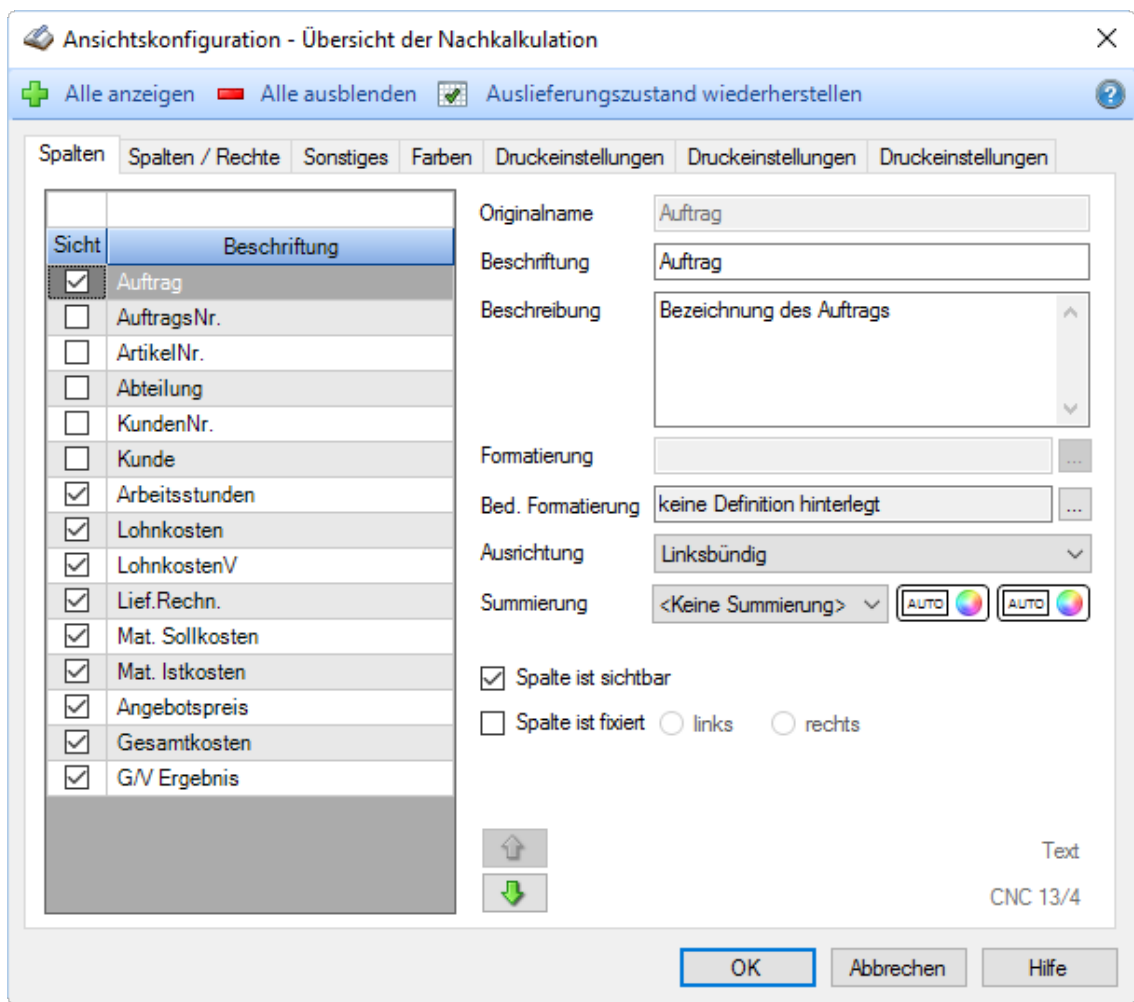 Ansichtskonfiguration - Übersicht der Nachkalkulation
Alle anzeigen Alle ausblenden Auslieferungszustand wiederherstellen
Spalten Spalten / Rechte Sonstiges Farben Druckeinstellungen Druckeinstellungen Druckeinstellungen
Sicht Beschriftung
Auftrag
AuftragsNr.
ArtikelNr.
Abteilung
KundenNr.
Kunde
Arbeitsstunden
Lohnkosten
LohnkostenV
Lief.Rechn.
Mat. Sollkosten
Mat. Istkosten
Angebotspreis
Gesamtkosten
G/V Ergebnis
Originalname Auftrag
Beschriftung Auftrag
Beschreibung Bezeichnung des Auftrags
Formatierung ...
Bed. Formatierung keine Definition hinterlegt ...
Ausrichtung Linksbündig
Summierung <Keine Summierung> AUTO AUTO
Spalte ist sichtbar
Spalte ist fixiert links rechts
Text
CNC 13/4
OK Abbrechen Hilfe